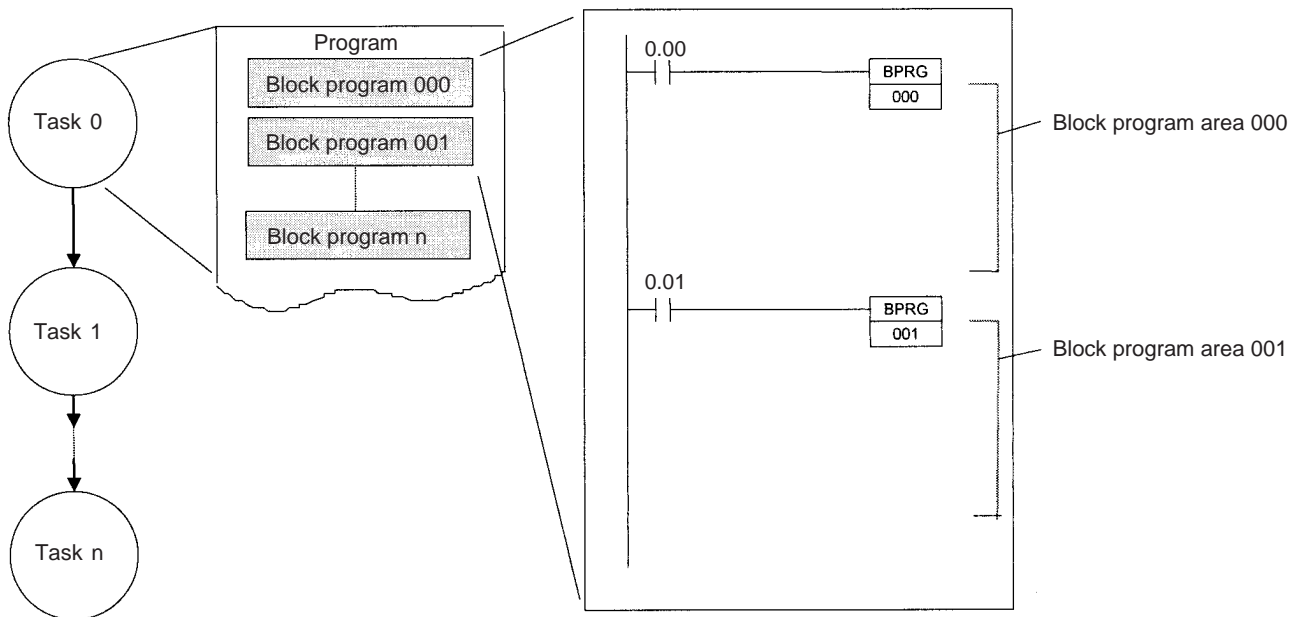 Task 0
Task 1
Task n
Program
Block program 000
Block program 001
Block program n
0.00
BPRG
000
Block program area 000
0.01
BPRG
001
Block program area 001